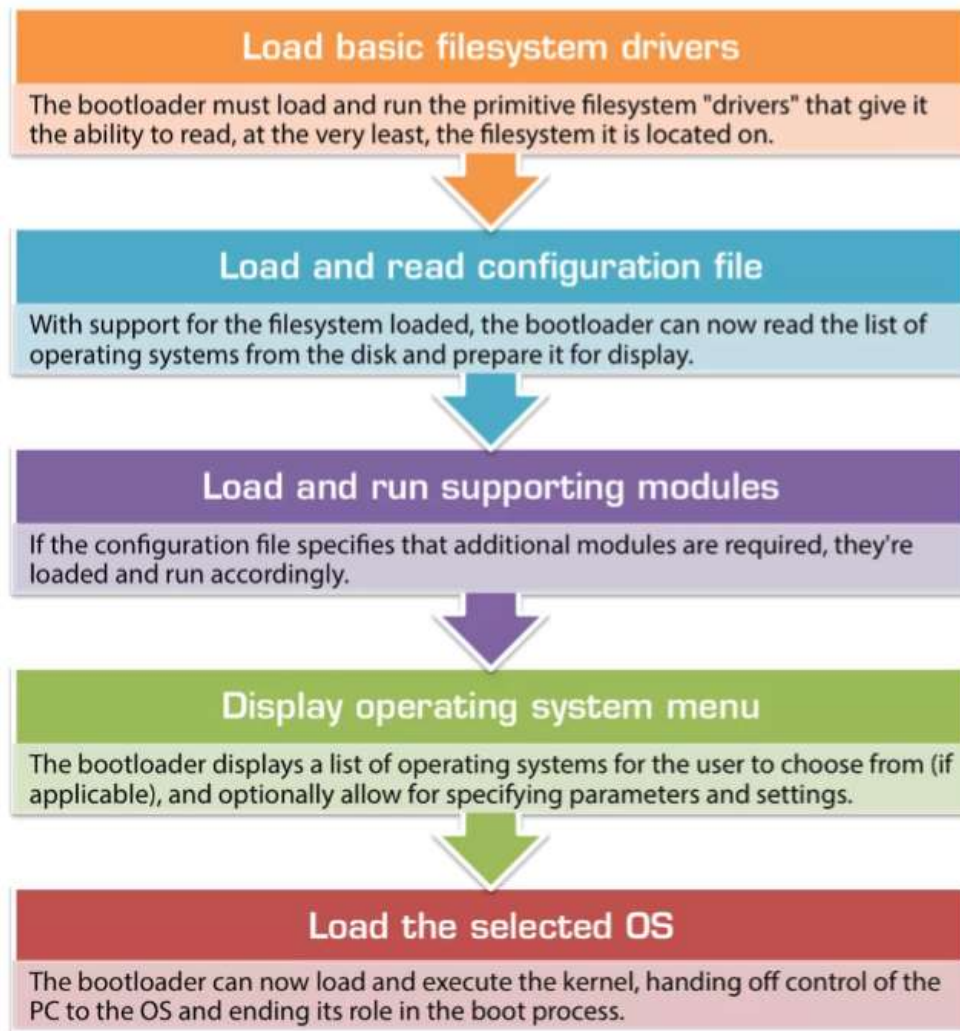 Load basic filesystem drivers
The bootloader must load and run the primitive filesystem "drivers" that give it
the ability to read, at the very least, the filesystem it is located on.
Load and read configuration file
With support for the filesystem loaded, the bootloader can now read the list of
operating systems from the disk and prepare it for display.
Load and run supporting modules
If the configuration file specifies that additional modules are required, they're
loaded and run accordingly.
Display operating system menu
The bootloader displays a list of operating systems for the user to choose from (if
applicable), and optionally allow for specifying parameters and settings.
Load the selected OS
The bootloader can now load and execute the kernel, handing off control of the
PC to the OS and ending its role in the boot process.